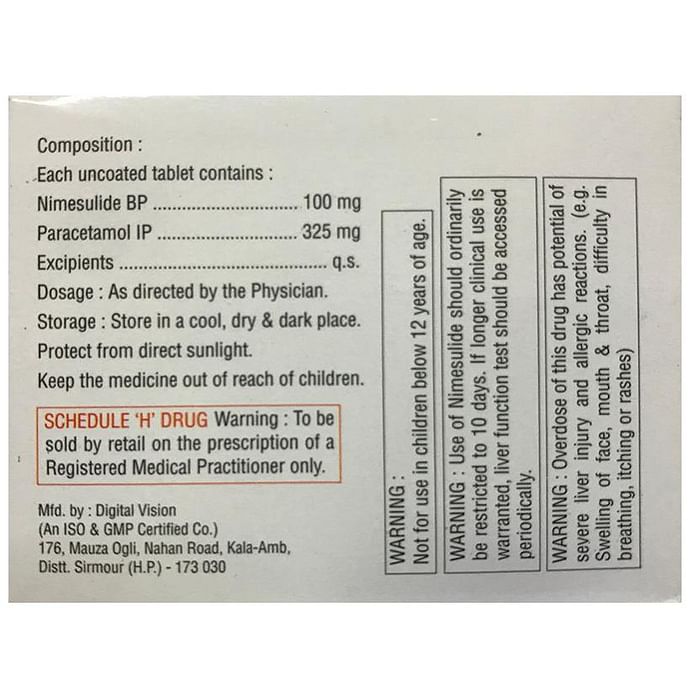 Composition :
Each uncoated tablet contains :
Nimesulide BP .............................. 100 mg
Paracetamol IP ............................. 325 mg
Excipients ........................................... q.s.
Dosage : As directed by the Physician.
Storage : Store in a cool, dry & dark place.
Protect from direct sunlight.
Keep the medicine out of reach of children.
SCHEDULE ‘H’ DRUG Warning : To be
sold by retail on the prescription of a
Registered Medical Practitioner only.
Mfd. by : Digital Vision
(An ISO & GMP Certified Co.)
176, Mauza Ogli, Nahan Road, Kala-Amb,
Distt. Sirmour (H.P.) - 173 030
WARNING :
Not for use in children below 12 years of age.
WARNING : Use of Nimesulide should ordinarily
be restricted to 10 days. If longer clinical use is
warranted, liver function test should be accessed
periodically.
WARNING : Overdose of this drug has potential of
severe liver injury and allergic reactions. (e.g.
Swelling of face, mouth & throat, difficulty in
breathing, itching or rashes)